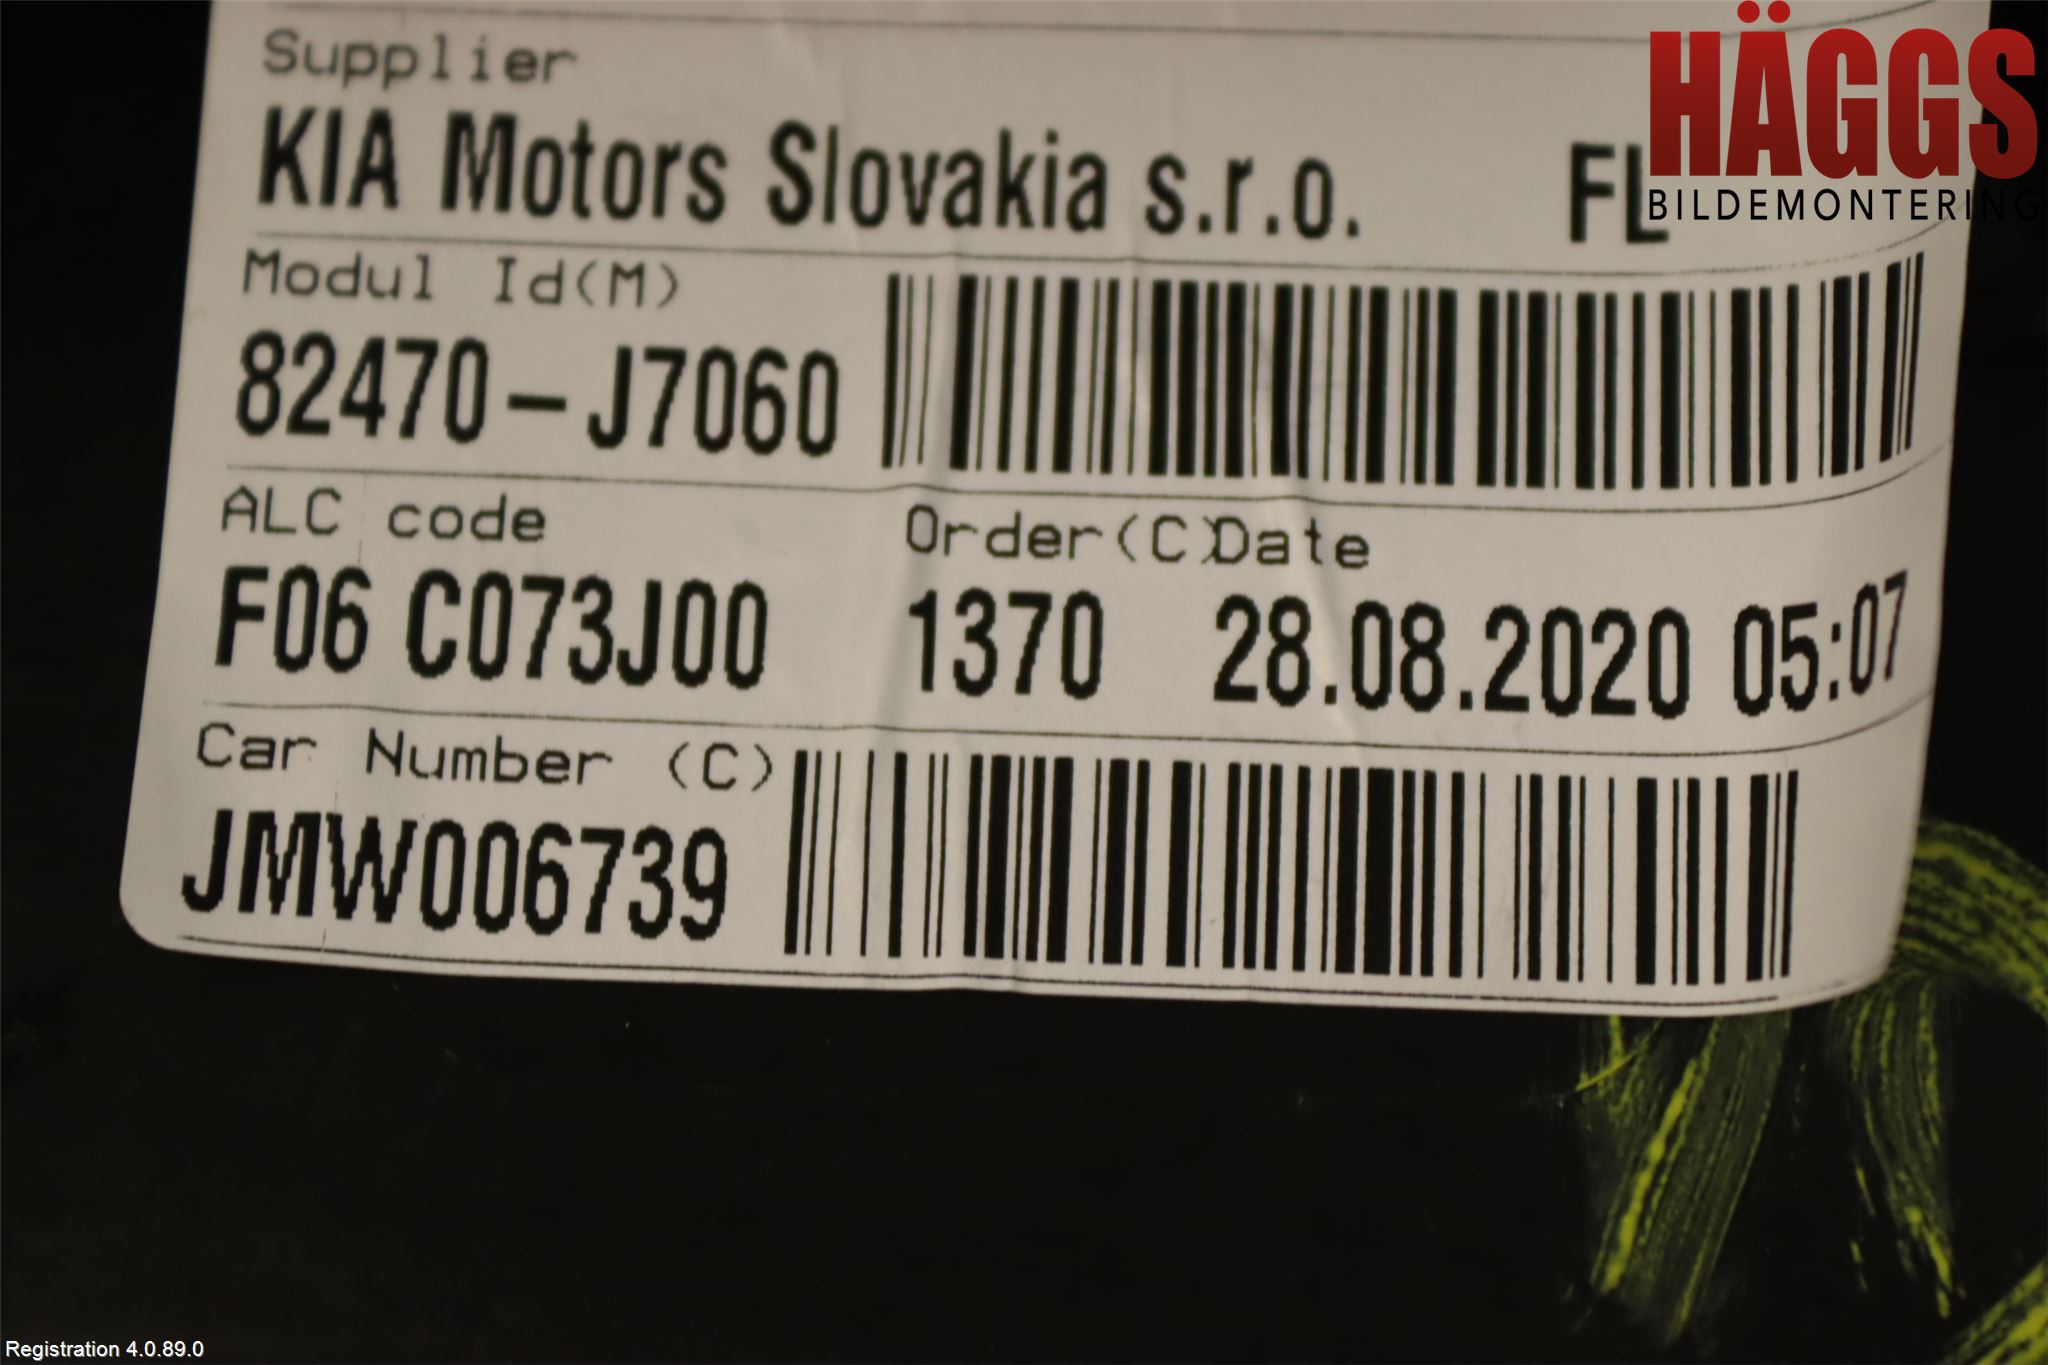 HÄGGS
BILDEMONTERING
Supplier
KIA Motors Slovakia s.r.o. FL
Modul Id(M)
82470-J7060
ALC code Order(C)Date
F06 C073J00 1370 28.08.2020 05:07
Car Number (C)
JMW006739
Registration 4.0.89.0